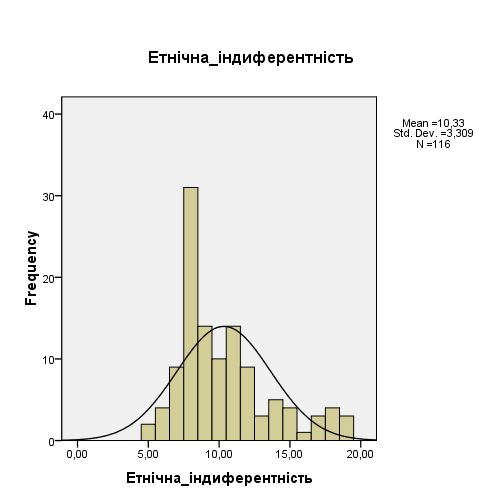 Етнічна_індиферентність
40
30
20
10
0
Frequency
0,00 5,00 10,00 15,00 20,00
Етнічна_індиферентність
Mean =10,33
Std. Dev. =3,309
N =116